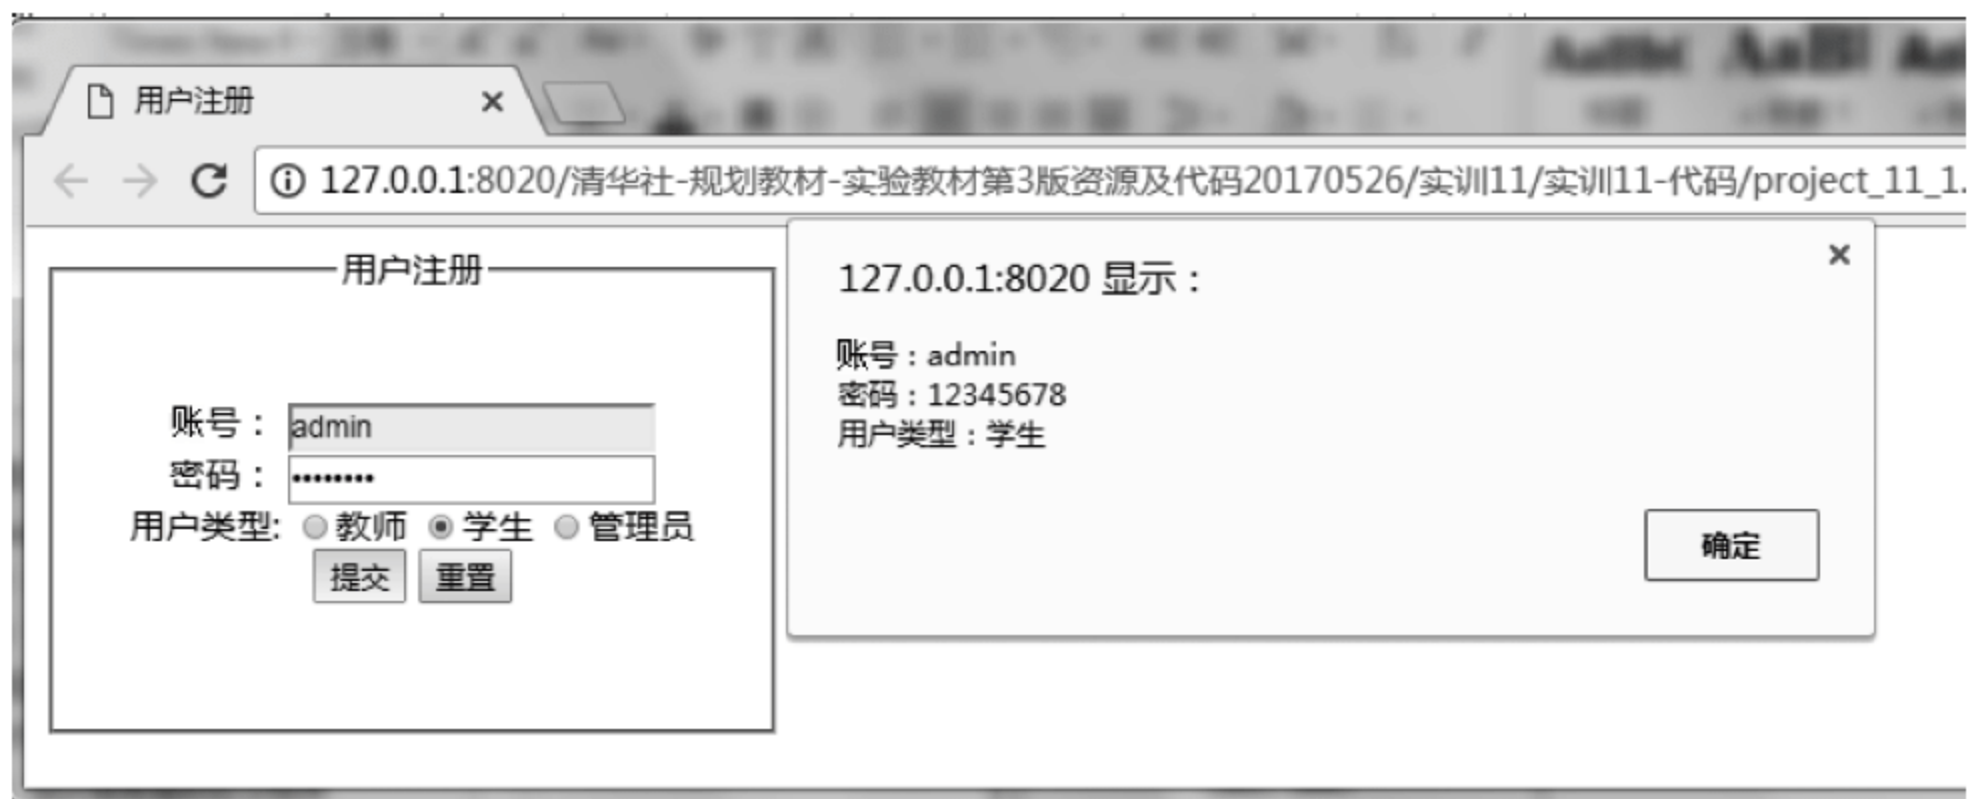 用户注册
127.0.0.1:8020/清华社-规划教材-实验教材第3版资源及代码20170526/实训11/实训11-代码/project_11_1.
用户注册
账号：admin
密码：••••••••
用户类型: 教师 学生 管理员
提交 重置
127.0.0.1:8020 显示：
账号：admin
密码：12345678
用户类型：学生
确定